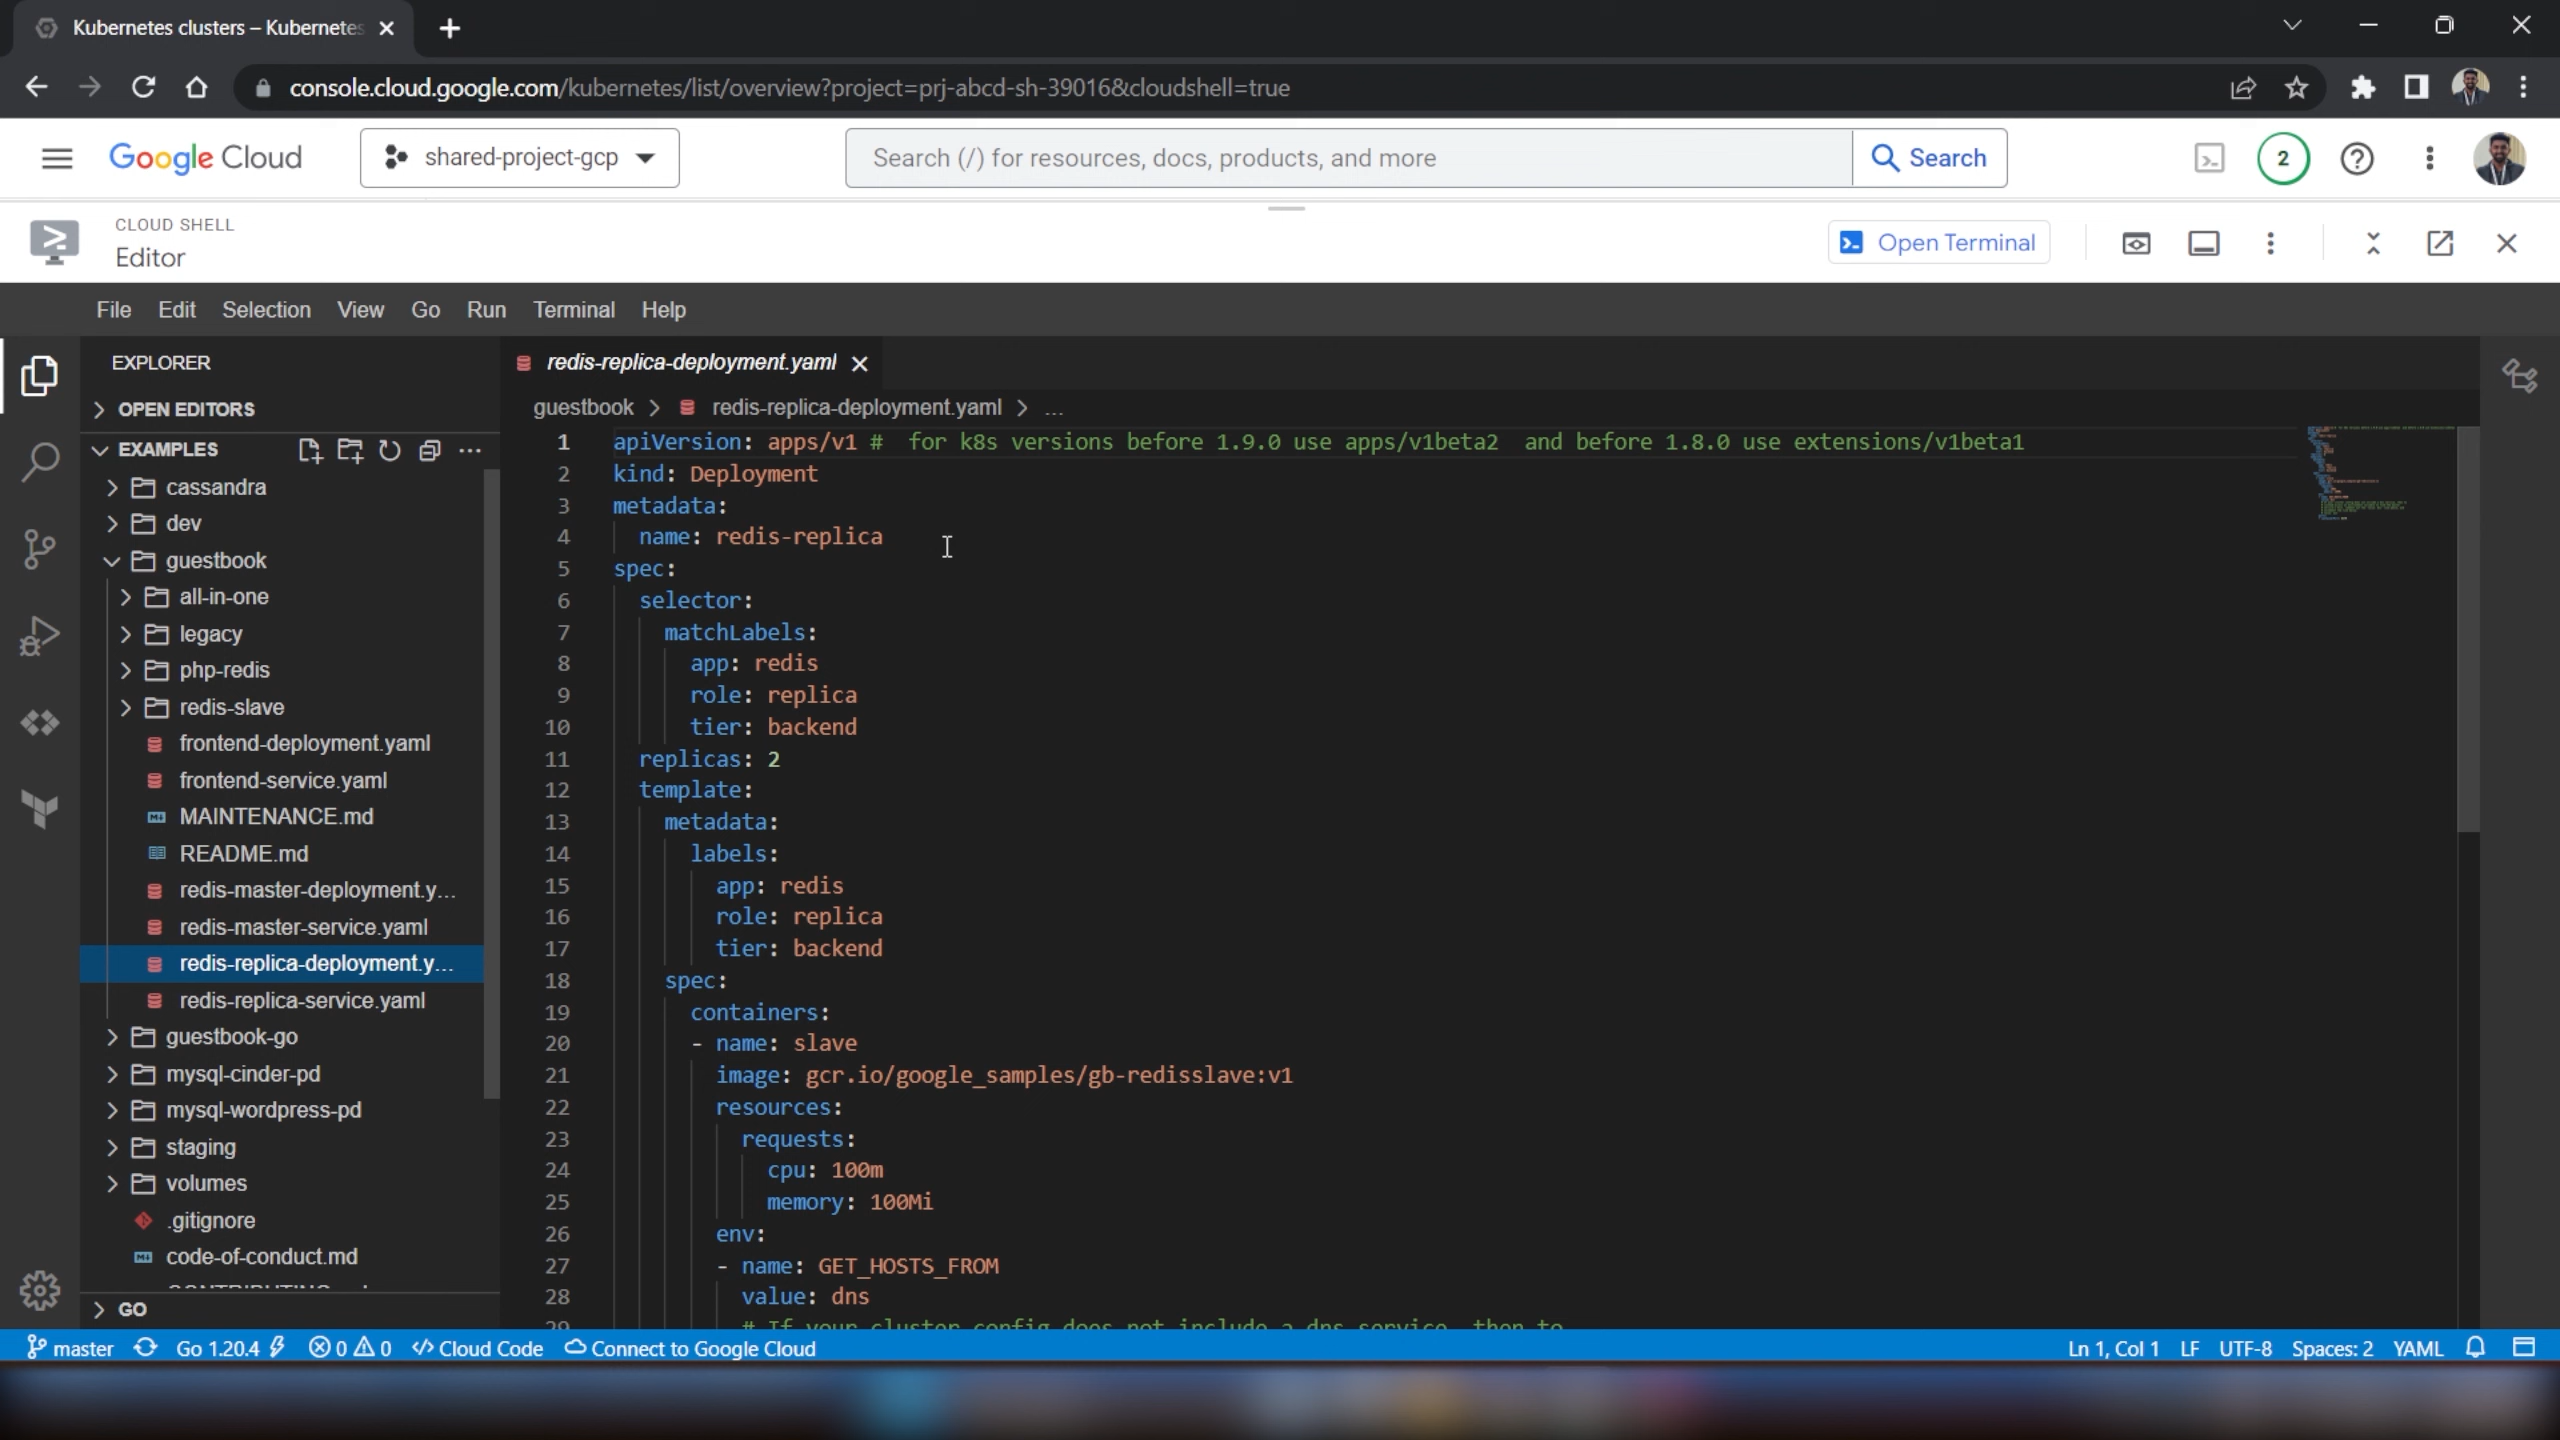 Kubernetes clusters – Kubernetes
console.cloud.google.com/kubernetes/list/overview?project=prj-abcd-sh-39016&cloudshell=true
Google Cloud
shared-project-gcp
Search (/) for resources, docs, products, and more
Search
2
CLOUD SHELL
Editor
Open Terminal
File Edit Selection View Go Run Terminal Help
EXPLORER
OPEN EDITORS
EXAMPLES
cassandra
dev
guestbook
all-in-one
legacy
php-redis
redis-slave
frontend-deployment.yaml
frontend-service.yaml
MAINTENANCE.md
README.md
redis-master-deployment.y...
redis-master-service.yaml
redis-replica-deployment.y...
redis-replica-service.yaml
guestbook-go
mysql-cinder-pd
mysql-wordpress-pd
staging
volumes
.gitignore
code-of-conduct.md
GO
redis-replica-deployment.yaml
guestbook > redis-replica-deployment.yaml > ...
1 apiVersion: apps/v1 #  for k8s versions before 1.9.0 use apps/v1beta2  and before 1.8.0 use extensions/v1beta1
2 kind: Deployment
3 metadata:
4   name: redis-replica
5 spec:
6   selector:
7     matchLabels:
8       app: redis
9       role: replica
10       tier: backend
11   replicas: 2
12   template:
13     metadata:
14       labels:
15         app: redis
16         role: replica
17         tier: backend
18     spec:
19       containers:
20       - name: slave
21         image: gcr.io/google_samples/gb-redisslave:v1
22         resources:
23           requests:
24             cpu: 100m
25             memory: 100Mi
26         env:
27         - name: GET_HOSTS_FROM
28           value: dns
29           # If your cluster config does not include a dns service, then to
master Go 1.20.4 0 0 Cloud Code Connect to Google Cloud
Ln 1, Col 1 LF UTF-8 Spaces: 2 YAML